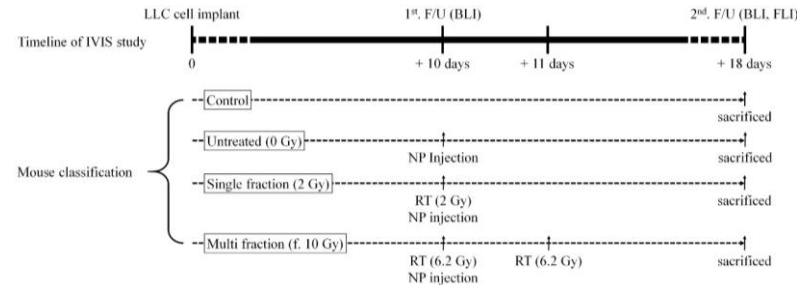 LLC cell implant 1st. F/U (BLI) 2nd. F/U (BLI, FLI)
Timeline of IVIS study
0 + 10 days + 11 days + 18 days
Control
sacrificed
Untreated (0 Gy)
NP Injection sacrificed
Mouse classification
Single fraction (2 Gy)
RT (2 Gy) sacrificed
NP injection
Multi fraction (f. 10 Gy)
RT (6.2 Gy) RT (6.2 Gy) sacrificed
NP injection